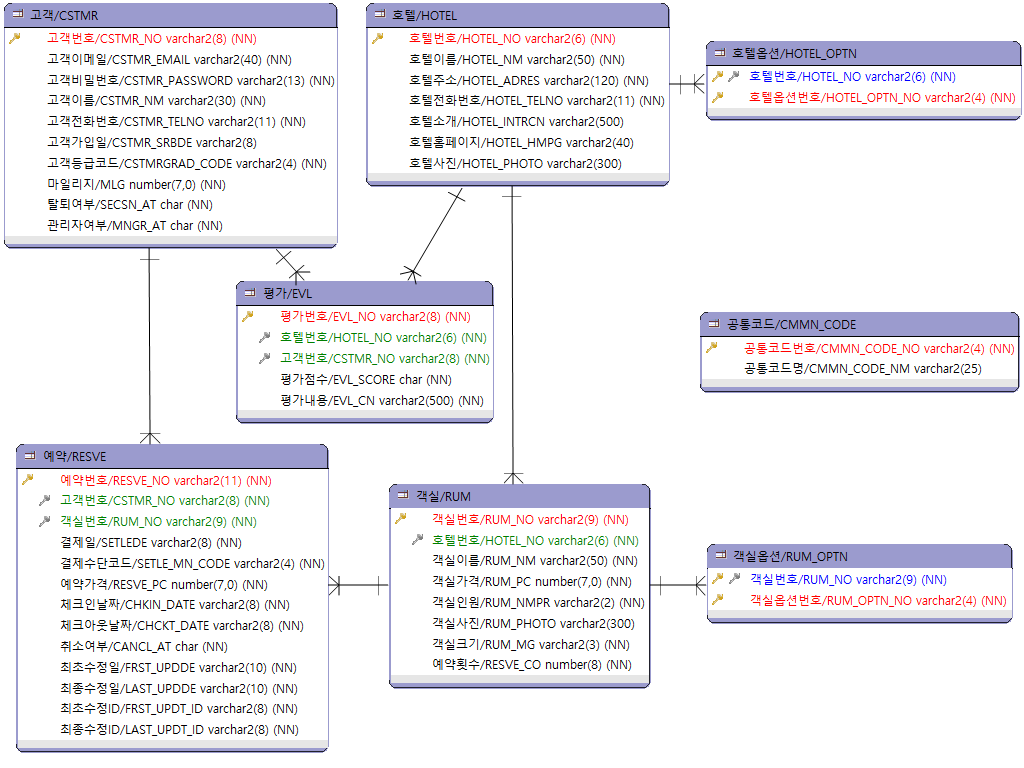 고객/CSTMR
고객번호/CSTMR_NO varchar2(8) (NN)
고객이메일/CSTMR_EMAIL varchar2(40) (NN)
고객비밀번호/CSTMR_PASSWORD varchar2(13) (NN)
고객이름/CSTMR_NM varchar2(30) (NN)
고객전화번호/CSTMR_TELNO varchar2(11) (NN)
고객가입일/CSTMR_SRBDE varchar2(8)
고객등급코드/CSTMRGRAD_CODE varchar2(4) (NN)
마일리지/MLG number(7,0) (NN)
탈퇴여부/SECSN_AT char (NN)
관리자여부/MNGR_AT char (NN)
호텔/HOTEL
호텔번호/HOTEL_NO varchar2(6) (NN)
호텔이름/HOTEL_NM varchar2(50) (NN)
호텔주소/HOTEL_ADRES varchar2(120) (NN)
호텔전화번호/HOTEL_TELNO varchar2(11) (NN)
호텔소개/HOTEL_INTRCN varchar2(500)
호텔홈페이지/HOTEL_HMPG varchar2(40)
호텔사진/HOTEL_PHOTO varchar2(300)
호텔옵션/HOTEL_OPTN
호텔번호/HOTEL_NO varchar2(6) (NN)
호텔옵션번호/HOTEL_OPTN_NO varchar2(4) (NN)
평가/EVL
평가번호/EVL_NO varchar2(8) (NN)
호텔번호/HOTEL_NO varchar2(6) (NN)
고객번호/CSTMR_NO varchar2(8) (NN)
평가점수/EVL_SCORE char (NN)
평가내용/EVL_CN varchar2(500) (NN)
공통코드/CMMN_CODE
공통코드번호/CMMN_CODE_NO varchar2(4) (NN)
공통코드명/CMMN_CODE_NM varchar2(25)
예약/RESVE
예약번호/RESVE_NO varchar2(11) (NN)
고객번호/CSTMR_NO varchar2(8) (NN)
객실번호/RUM_NO varchar2(9) (NN)
결제일/SETLEDE varchar2(8) (NN)
결제수단코드/SETLE_MN_CODE varchar2(4) (NN)
예약가격/RESVE_PC number(7,0) (NN)
체크인날짜/CHKIN_DATE varchar2(8) (NN)
체크아웃날짜/CHCKT_DATE varchar2(8) (NN)
취소여부/CANCL_AT char (NN)
최초수정일/FRST_UPDDE varchar2(10) (NN)
최종수정일/LAST_UPDDE varchar2(10) (NN)
최초수정ID/FRST_UPDT_ID varchar2(8) (NN)
최종수정ID/LAST_UPDT_ID varchar2(8) (NN)
객실/RUM
객실번호/RUM_NO varchar2(9) (NN)
호텔번호/HOTEL_NO varchar2(6) (NN)
객실이름/RUM_NM varchar2(50) (NN)
객실가격/RUM_PC number(7,0) (NN)
객실인원/RUM_NMPR varchar2(2) (NN)
객실사진/RUM_PHOTO varchar2(300)
객실크기/RUM_MG varchar2(3) (NN)
예약횟수/RESVE_CO number(8) (NN)
객실옵션/RUM_OPTN
객실번호/RUM_NO varchar2(9) (NN)
객실옵션번호/RUM_OPTN_NO varchar2(4) (NN)